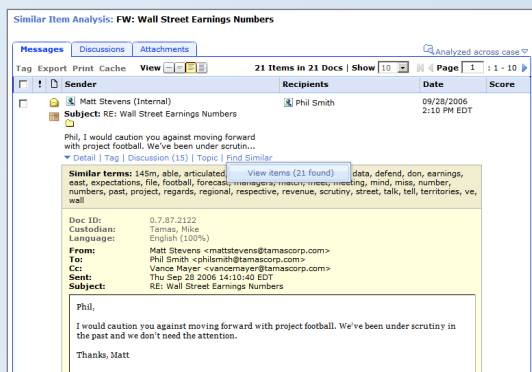 Similar Item Analysis: FW: Wall Street Earnings Numbers
Messages Discussions Attachments Analyzed across case
Tag Export Print Cache View 21 Items in 21 Docs | Show 10 Page 1 : 1 - 10
! Sender Recipients Date Score
Matt Stevens (Internal) Phil Smith 09/28/2006
Subject: RE: Wall Street Earnings Numbers 2:10 PM EDT
Phil, I would caution you against moving forward
with project football. We've been under scrutin...
Detail | Tag | Discussion (15) | Topic | Find Similar
View items (21 found)
Similar terms: 145m, able, articulated, data, defend, don, earnings,
east, expectations, file, football, forecast, managers, match, meet, meeting, mind, miss, number,
numbers, past, project, regards, regional, respective, revenue, scrutiny, street, talk, tell, territories, ve,
wall
Doc ID: 0.7.87.2122
Custodian: Tamas, Mike
Language: English (100%)
From: Matt Stevens <mattstevens@tamascorp.com>
To: Phil Smith <philsmith@tamascorp.com>
Cc: Vance Mayer <vancemayer@tamascorp.com>
Sent: Thu Sep 28 2006 14:10:40 EDT
Subject: RE: Wall Street Earnings Numbers
Phil,
I would caution you against moving forward with project football. We've been under scrutiny in
the past and we don't need the attention.
Thanks, Matt